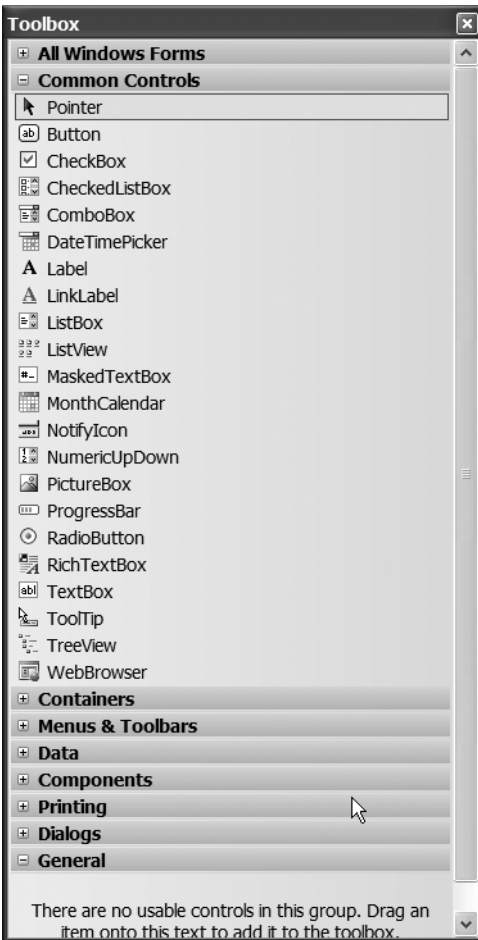 Toolbox
All Windows Forms
Common Controls
Pointer
Button
CheckBox
CheckedListBox
ComboBox
DateTimePicker
Label
LinkLabel
ListBox
ListView
MaskedTextBox
MonthCalendar
NotifyIcon
NumericUpDown
PictureBox
ProgressBar
RadioButton
RichTextBox
TextBox
ToolTip
TreeView
WebBrowser
Containers
Menus & Toolbars
Data
Components
Printing
Dialogs
General
There are no usable controls in this group. Drag an
item onto this text to add it to the toolbox.